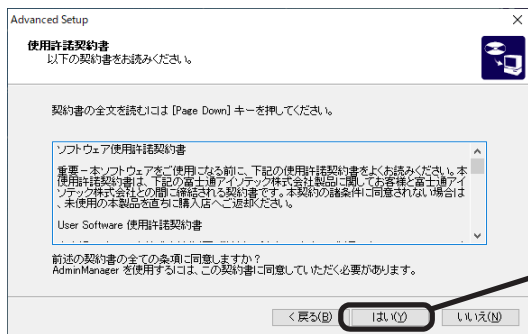 Advanced Setup
使用許諾契約書
以下の契約書をお読みください。
契約書の全文を読むには [Page Down] キーを押してください。
ソフトウェア使用許諾契約書
重要－本ソフトウェアをご使用になる前に、下記の使用許諾契約書をよくお読みください。本
使用許諾契約書は、下記の富士通アイソテック株式会社製品に関してお客様と富士通アイ
ソテック株式会社との間に締結される契約書です。本契約の諸条件に同意されない場合は
、未使用の本製品を直ちに購入店へご返却ください。
User Software 使用許諾契約書
前述の契約書の全ての条項に同意しますか？
AdminManager を使用するには、この契約書に同意していただく必要があります。
< 戻る(B)
はい(Y)
いいえ(N)